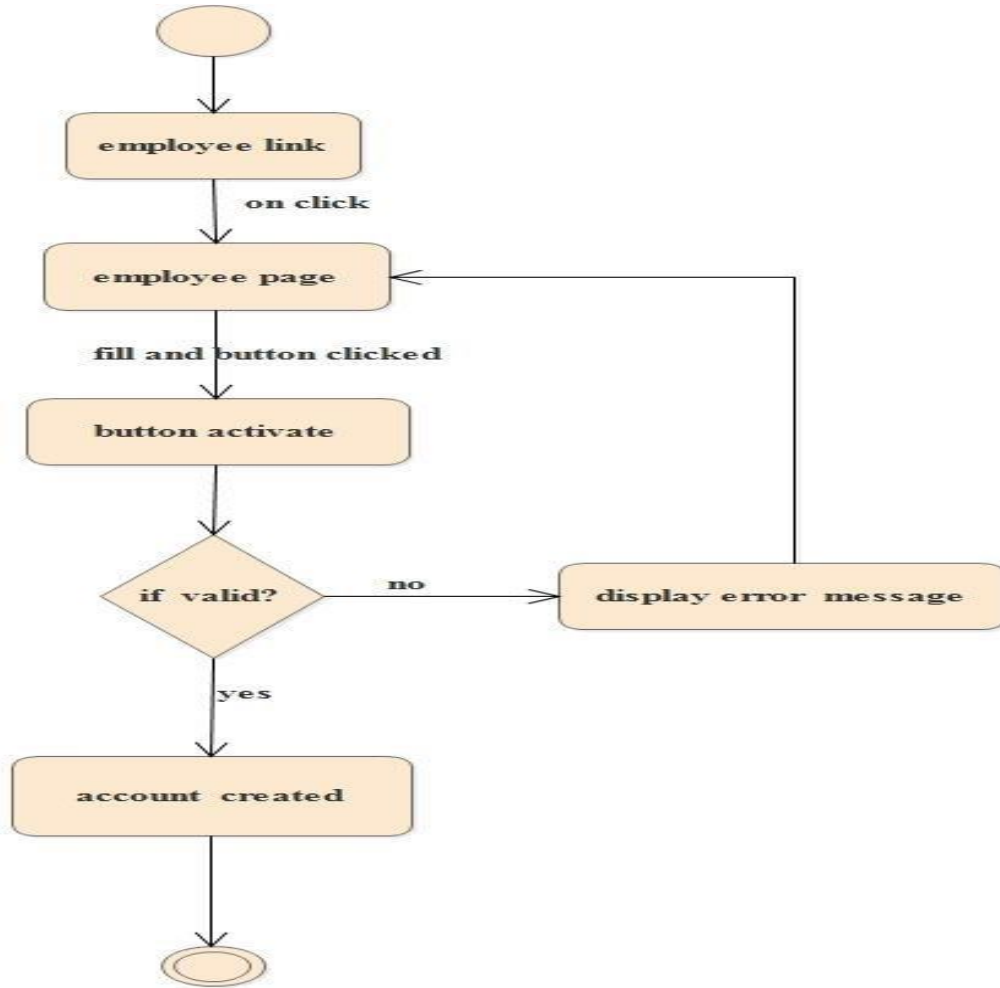 employee link
on click
employee page
fill and button clicked
button activate
if valid?
no
display error message
yes
account created